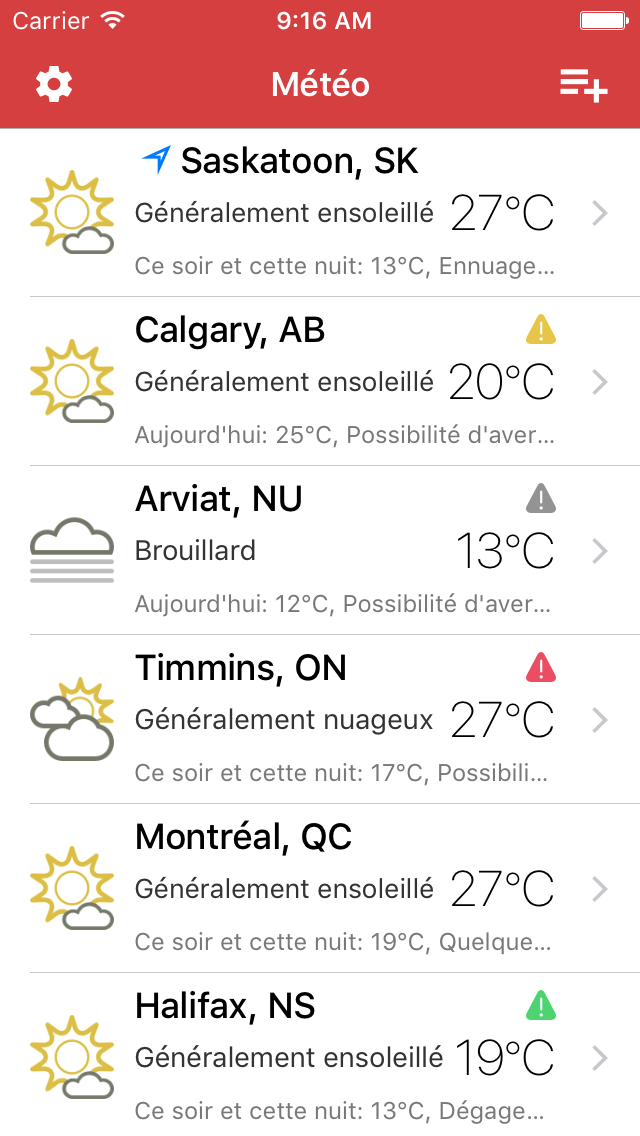 Carrier 9:16 AM
Météo
Saskatoon, SK
Généralement ensoleillé 27°C
Ce soir et cette nuit: 13°C, Ennuage...
Calgary, AB
Généralement ensoleillé 20°C
Aujourd'hui: 25°C, Possibilité d'aver...
Arviat, NU
Brouillard 13°C
Aujourd'hui: 12°C, Possibilité d'aver...
Timmins, ON
Généralement nuageux 27°C
Ce soir et cette nuit: 17°C, Possibili...
Montréal, QC
Généralement ensoleillé 27°C
Ce soir et cette nuit: 19°C, Quelque...
Halifax, NS
Généralement ensoleillé 19°C
Ce soir et cette nuit: 13°C, Dégage...